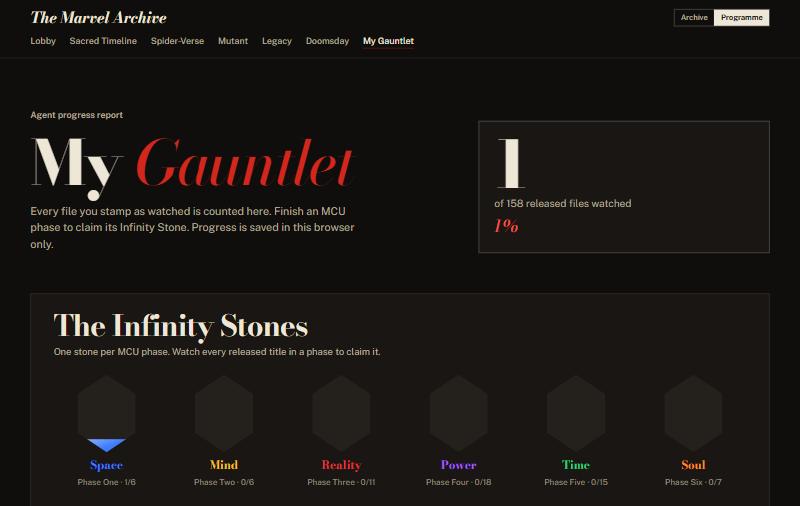 The Marvel Archive
Archive Programme
Lobby Sacred Timeline Spider-Verse Mutant Legacy Doomsday My Gauntlet
Agent progress report
My Gauntlet
Every file you stamp as watched is counted here. Finish an MCU
phase to claim its Infinity Stone. Progress is saved in this browser
only.
1
of 158 released files watched
1%
The Infinity Stones
One stone per MCU phase. Watch every released title in a phase to claim it.
Space Mind Reality Power Time Soul
Phase One · 1/6 Phase Two · 0/6 Phase Three · 0/11 Phase Four · 0/18 Phase Five · 0/15 Phase Six · 0/7